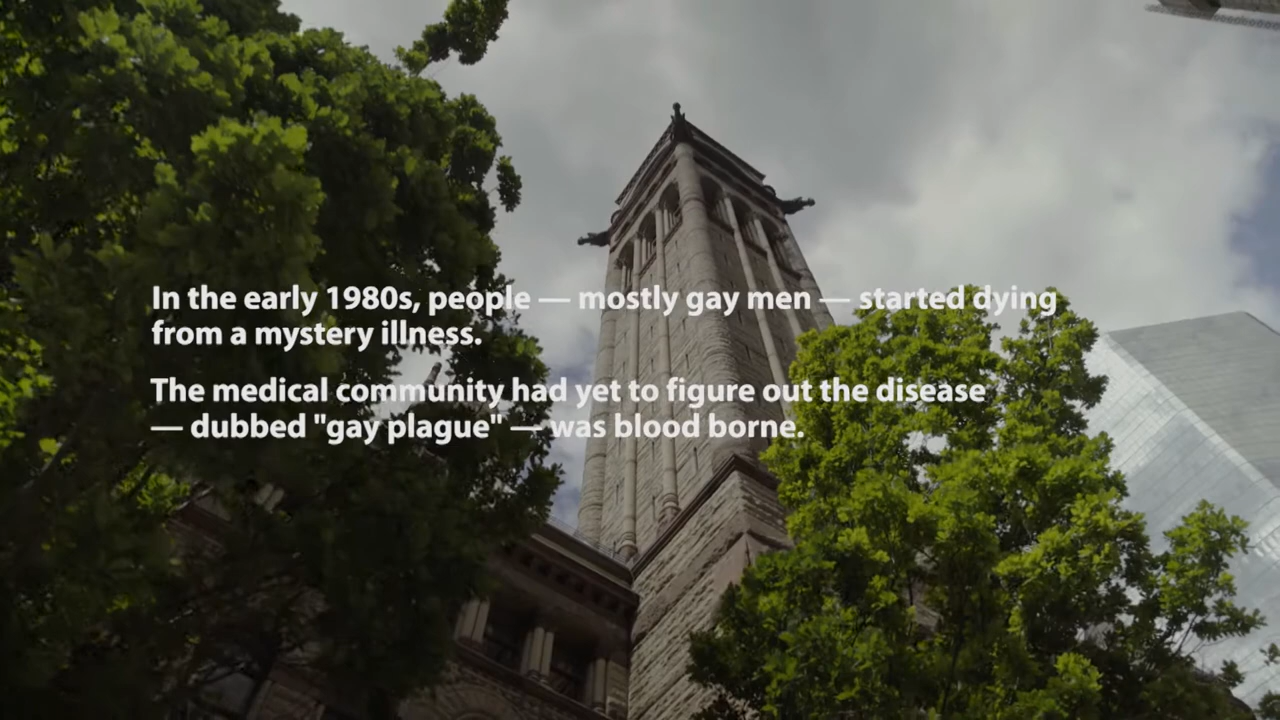 In the early 1980s, people — mostly gay men — started dying
from a mystery illness.
The medical community had yet to figure out the disease
— dubbed "gay plague" — was blood borne.